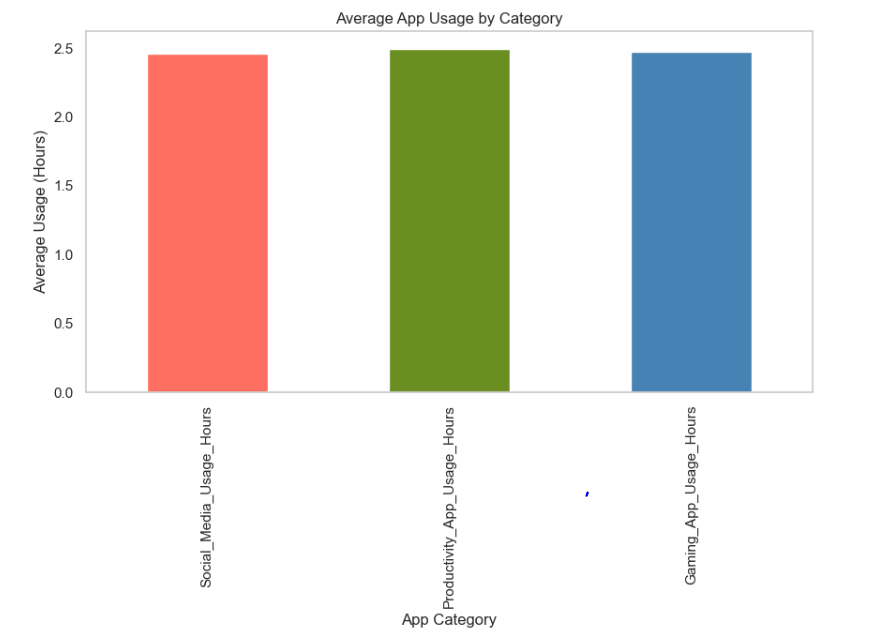 Average App Usage by Category
Average Usage (Hours)
2.5
2.0
1.5
1.0
0.5
0.0
Social_Media_Usage_Hours
Productivity_App_Usage_Hours
Gaming_App_Usage_Hours
App Category